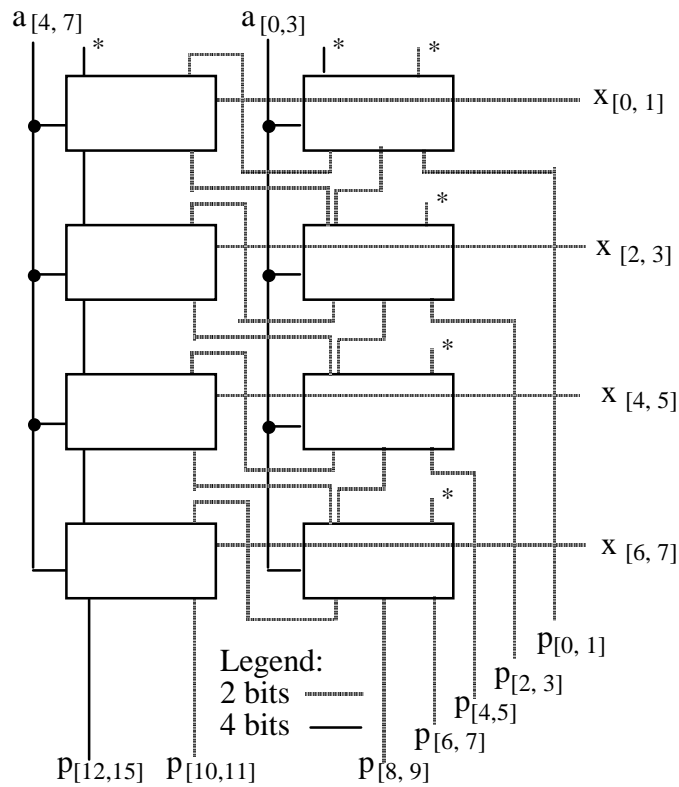 a[4, 7]
a[0,3]
*
*
*
x[0, 1]
*
x [2, 3]
*
x [4, 5]
*
x [6, 7]
p[0, 1]
Legend:
p[2, 3]
2 bits
p[4,5]
4 bits
p[6, 7]
p[12,15]
p[10,11]
p[8, 9]